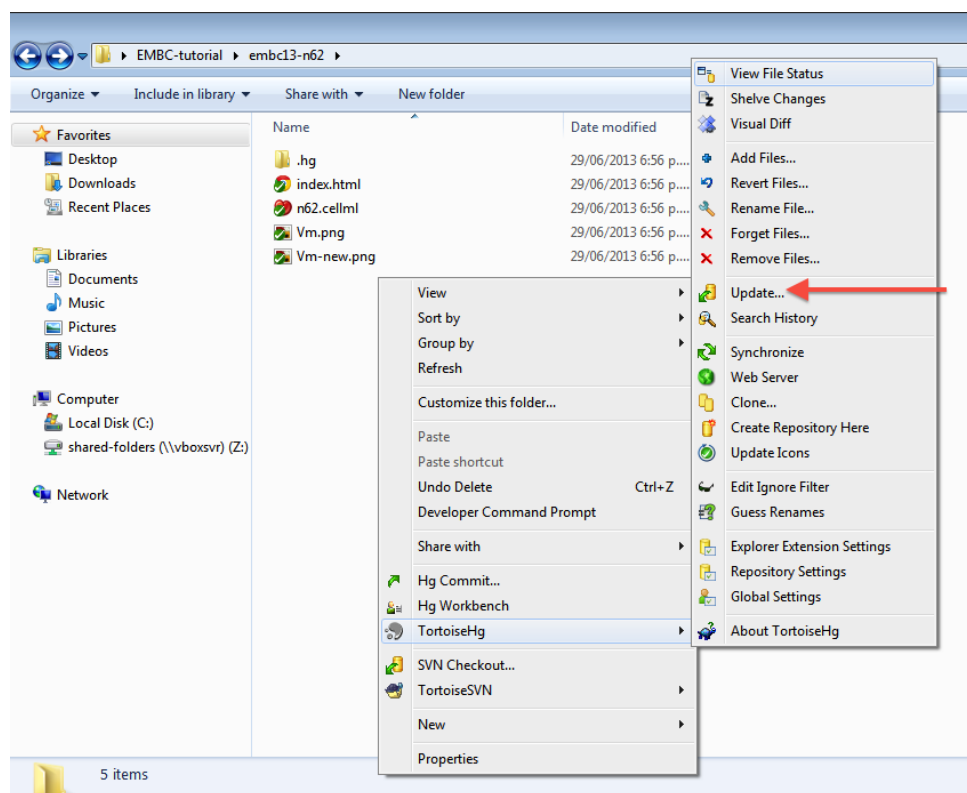 EMBC-tutorial embc13-n62
Organize Include in library Share with New folder
Favorites
Desktop
Downloads
Recent Places
Libraries
Documents
Music
Pictures
Videos
Computer
Local Disk (C:)
shared-folders (\\vboxsvr) (Z:)
Network
Name Date modified
.hg 29/06/2013 6:56 p....
index.html 29/06/2013 6:56 p....
n62.cellml 29/06/2013 6:56 p....
Vm.png 29/06/2013 6:56 p....
Vm-new.png 29/06/2013 6:56 p....
View
Sort by
Group by
Refresh
Customize this folder...
Paste
Paste shortcut
Undo Delete Ctrl+Z
Developer Command Prompt
Share with
Hg Commit...
Hg Workbench
TortoiseHg
SVN Checkout...
TortoiseSVN
New
Properties
View File Status
Shelve Changes
Visual Diff
Add Files...
Revert Files...
Rename File...
Forget Files...
Remove Files...
Update...
Search History
Synchronize
Web Server
Clone...
Create Repository Here
Update Icons
Edit Ignore Filter
Guess Renames
Explorer Extension Settings
Repository Settings
Global Settings
About TortoiseHg
5 items